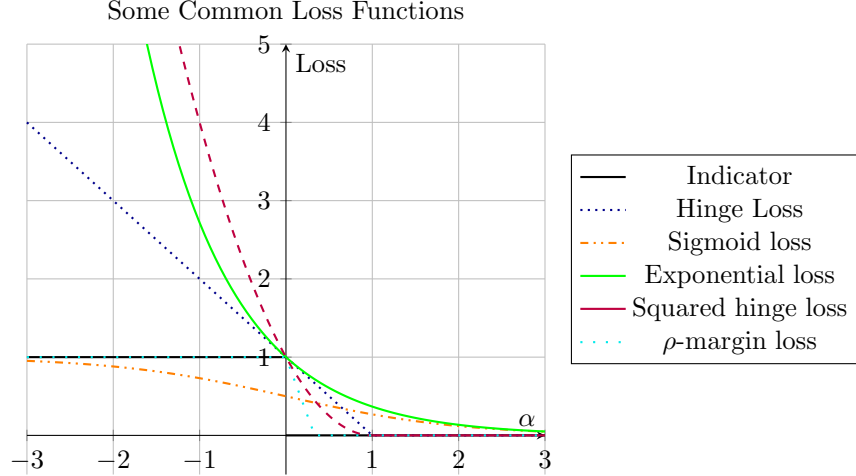 Some Common Loss Functions
5
Loss
4
3
2
1
α
−3 −2 −1 1 2 3
Indicator
Hinge Loss
Sigmoid loss
Exponential loss
Squared hinge loss
ρ-margin loss